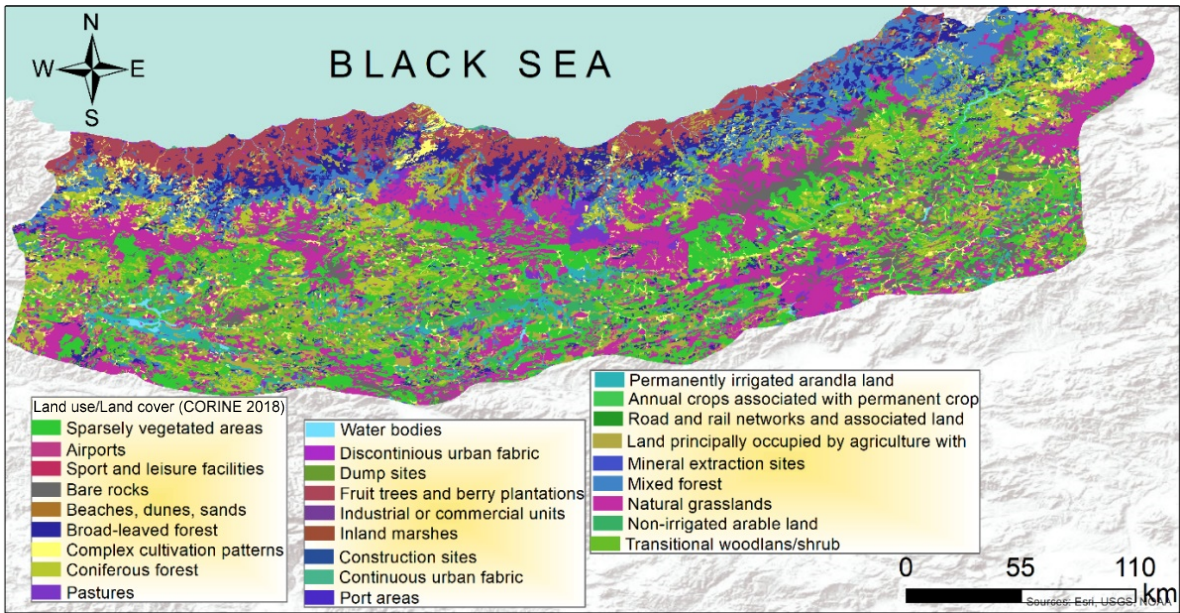 N
W E
S
BLACK SEA
Land use/Land cover (CORINE 2018)
Sparsely vegetated areas
Airports
Sport and leisure facilities
Bare rocks
Beaches, dunes, sands
Broad-leaved forest
Complex cultivation patterns
Coniferous forest
Pastures
Water bodies
Discontinious urban fabric
Dump sites
Fruit trees and berry plantations
Industrial or commercial units
Inland marshes
Construction sites
Continuous urban fabric
Port areas
Permanently irrigated arandla land
Annual crops associated with permanent crop
Road and rail networks and associated land
Land principally occupied by agriculture with
Mineral extraction sites
Mixed forest
Natural grasslands
Non-irrigated arable land
Transitional woodlans/shrub
0 55 110
km
Sources: Esri, USGS, NOAA